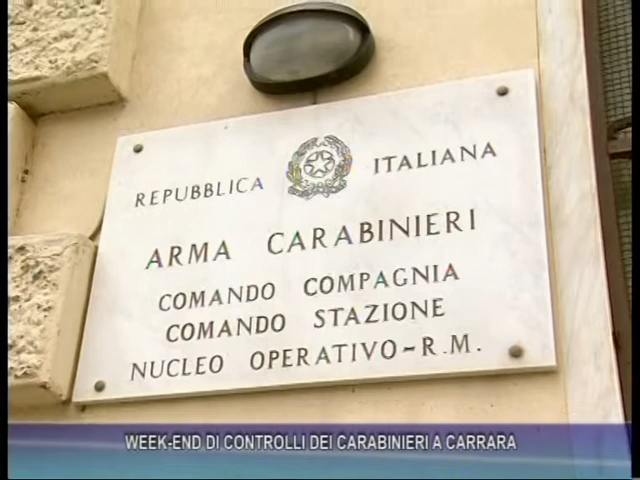 REPUBBLICA ITALIANA
ARMA CARABINIERI
COMANDO COMPAGNIA
COMANDO STAZIONE
NUCLEO OPERATIVO-R.M.
WEEK-END DI CONTROLLI DEI CARABINIERI A CARRARA